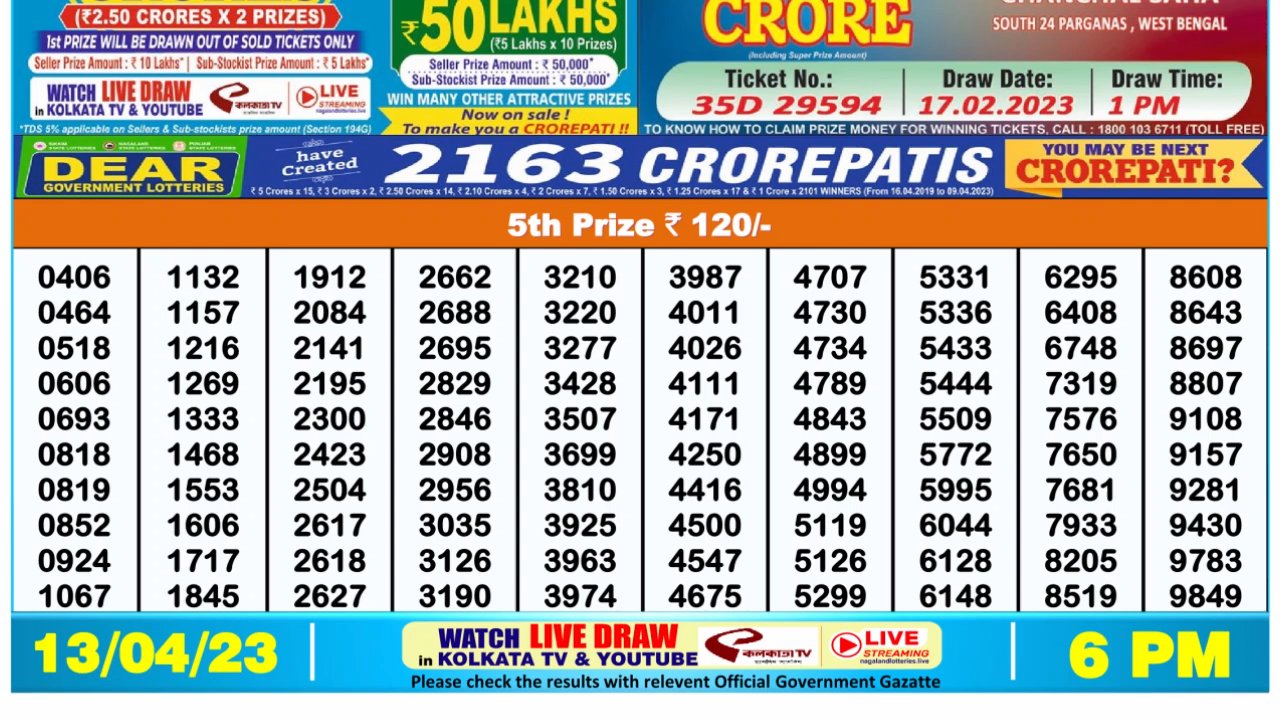 (₹2.50 CRORES X 2 PRIZES)
1st PRIZE WILL BE DRAWN OUT OF SOLD TICKETS ONLY
Seller Prize Amount : ₹ 10 Lakhs* | Sub-Stockist Prize Amount : ₹ 5 Lakhs*
WATCH LIVE DRAW
in KOLKATA TV & YOUTUBE
কলকাতা TV
LIVE
STREAMING
nagalandlotteries.live
*TDS 5% applicable on Sellers & Sub-stockists prize amount (Section 194G)
₹50 LAKHS
(₹5 Lakhs x 10 Prizes)
Seller Prize Amount : ₹ 50,000*
Sub-Stockist Prize Amount : ₹ 50,000*
WIN MANY OTHER ATTRACTIVE PRIZES
Now on sale !
To make you a CROREPATI !!
CRORE
(Including Super Prize Amount)
SOUTH 24 PARGANAS , WEST BENGAL
Ticket No.: Draw Date: Draw Time:
35D 29594 17.02.2023 1 PM
TO KNOW HOW TO CLAIM PRIZE MONEY FOR WINNING TICKETS, CALL : 1800 103 6711 (TOLL FREE)
DEAR
GOVERNMENT LOTTERIES
have
created
2163 CROREPATIS
₹ 5 Crores x 15, ₹ 3 Crores x 2, ₹ 2.50 Crores x 14, ₹ 2.10 Crores x 4, ₹ 2 Crores x 7, ₹ 1.50 Crores x 3, ₹ 1.25 Crores x 17 & ₹ 1 Crore x 2101 WINNERS (From 16.04.2019 to 09.04.2023)
YOU MAY BE NEXT
CROREPATI?
5th Prize ₹ 120/-
0406 1132 1912 2662 3210 3987 4707 5331 6295 8608
0464 1157 2084 2688 3220 4011 4730 5336 6408 8643
0518 1216 2141 2695 3277 4026 4734 5433 6748 8697
0606 1269 2195 2829 3428 4111 4789 5444 7319 8807
0693 1333 2300 2846 3507 4171 4843 5509 7576 9108
0818 1468 2423 2908 3699 4250 4899 5772 7650 9157
0819 1553 2504 2956 3810 4416 4994 5995 7681 9281
0852 1606 2617 3035 3925 4500 5119 6044 7933 9430
0924 1717 2618 3126 3963 4547 5126 6128 8205 9783
1067 1845 2627 3190 3974 4675 5299 6148 8519 9849
13/04/23
WATCH LIVE DRAW
in KOLKATA TV & YOUTUBE
কলকাতা TV
LIVE
STREAMING
nagalandlotteries.live
Please check the results with relevent Official Government Gazatte
6 PM